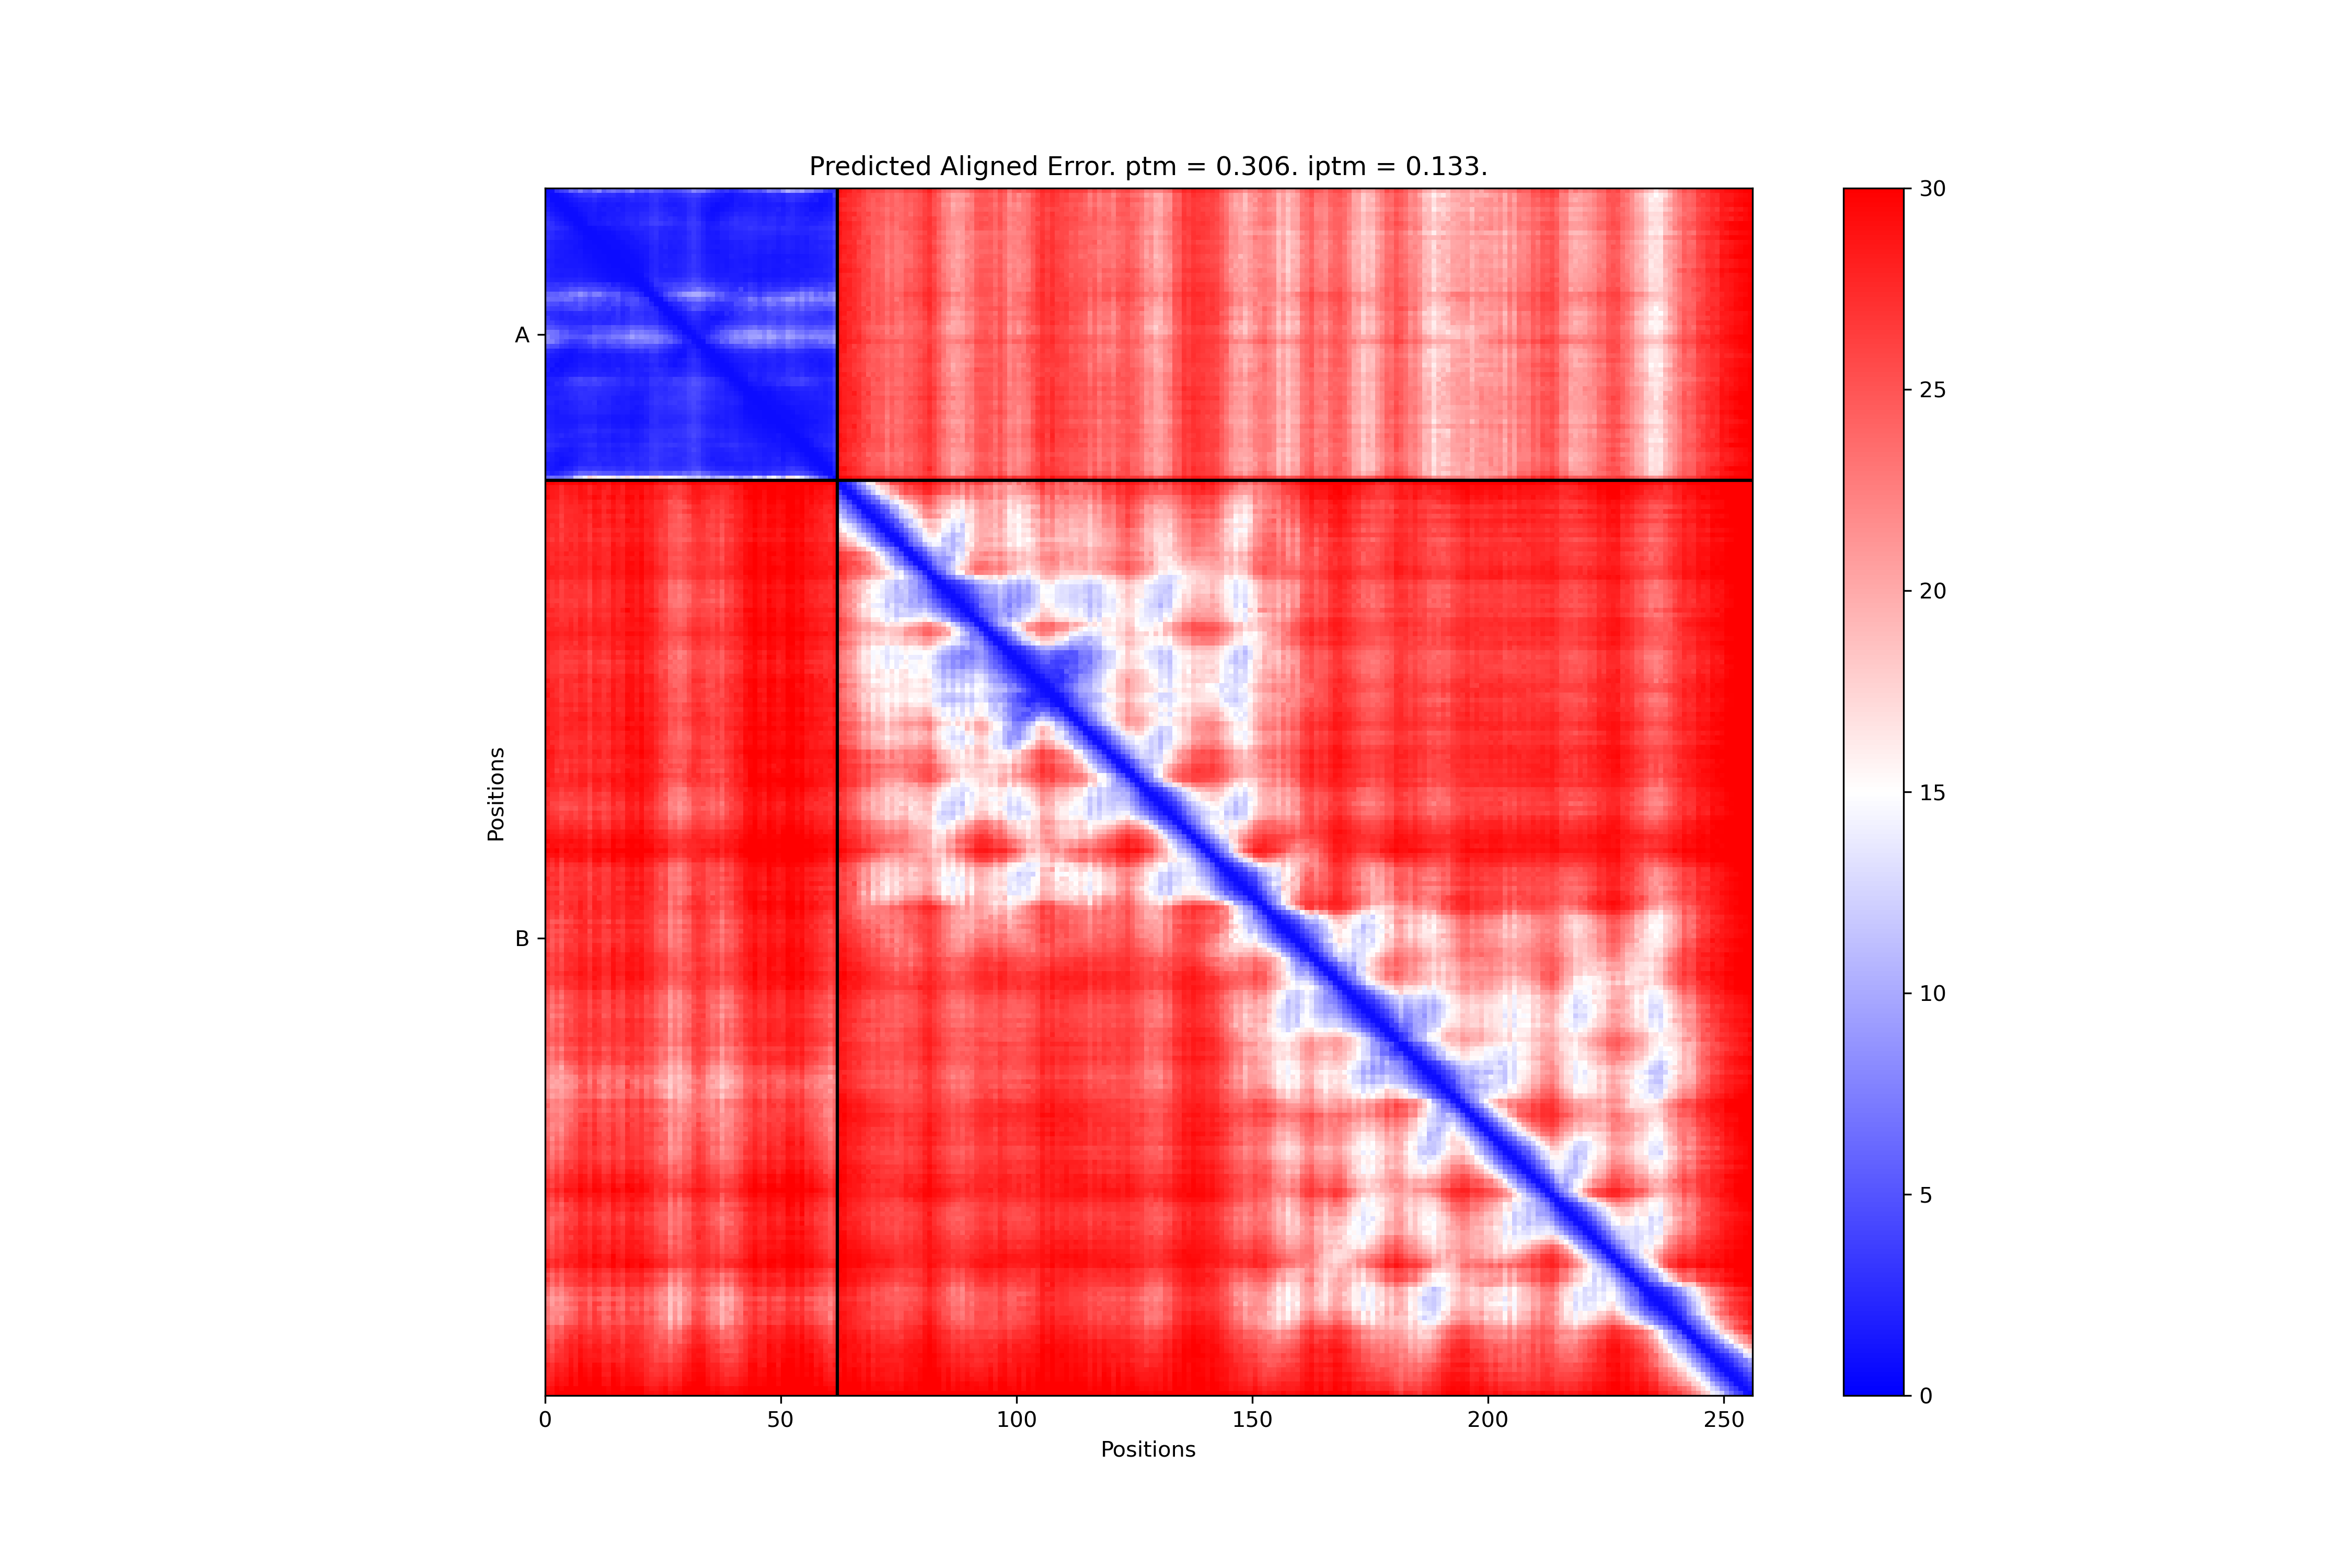 Predicted Aligned Error. ptm = 0.306. iptm = 0.133.
A
B
Positions
0 50 100 150 200 250
Positions
30
25
20
15
10
5
0